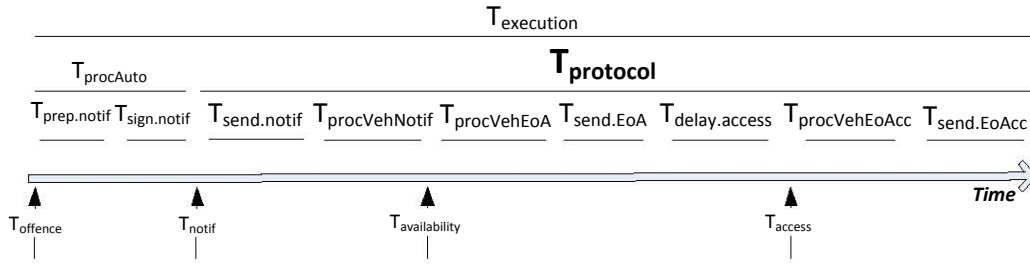 Texecution
TprocAuto Tprotocol
Tprep.notif Tsign.notif Tsend.notif TprocVehNotif TprocVehEoA Tsend.EoA Tdelay.access TprocVehEoAcc Tsend.EoAcc
Time
Toffence Tnotif Tavailability Taccess